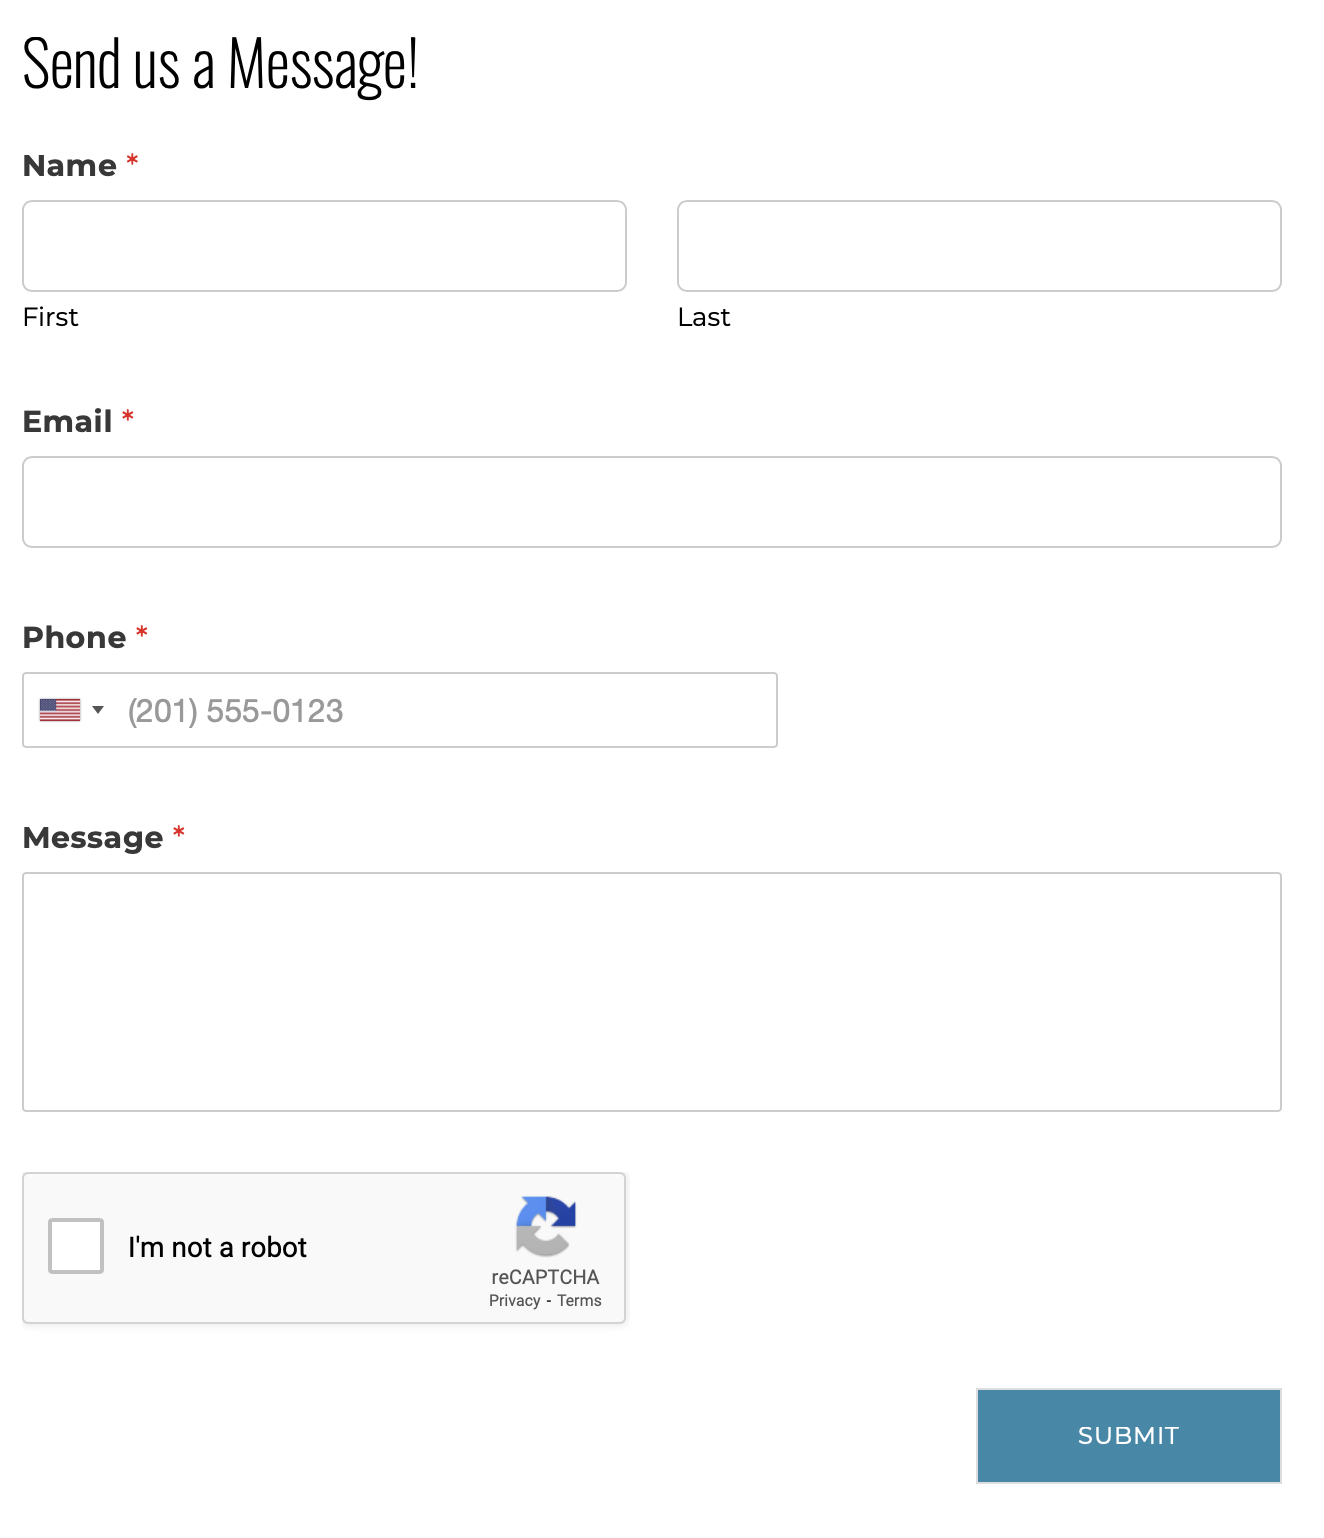 Send us a Message!
Name *
First
Last
Email *
Phone *
(201) 555-0123
Message *
I'm not a robot
reCAPTCHA
Privacy - Terms
SUBMIT